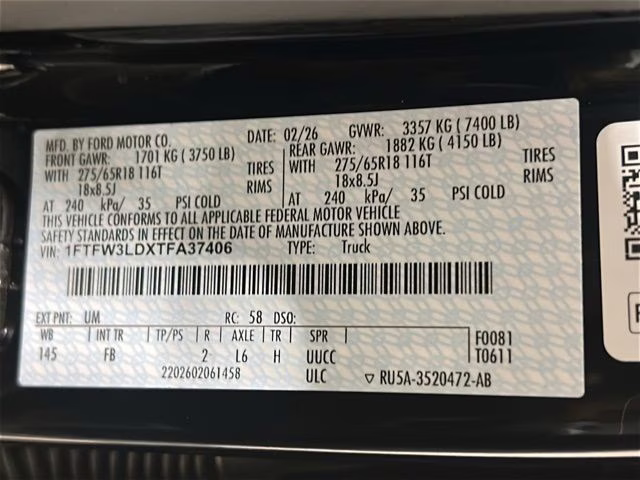 MFD. BY FORD MOTOR CO. DATE: 02/26 GVWR: 3357 KG ( 7400 LB)
FRONT GAWR: 1701 KG ( 3750 LB) REAR GAWR: 1882 KG ( 4150 LB)
WITH 275/65R18 116T TIRES WITH 275/65R18 116T TIRES
18x8.5J RIMS 18x8.5J RIMS
AT 240 kPa/ 35 PSI COLD AT 240 kPa/ 35 PSI COLD
THIS VEHICLE CONFORMS TO ALL APPLICABLE FEDERAL MOTOR VEHICLE
SAFETY STANDARDS IN EFFECT ON THE DATE OF MANUFACTURE SHOWN ABOVE.
VIN: 1FTFW3LDXTFA37406 TYPE: Truck
EXT PNT: UM RC: 58 DSO:
WB INT TR TP/PS R AXLE TR SPR F0081
145 FB 2 L6 H UUCC T0611
2202602061458 ULC ▽ RU5A-3520472-AB